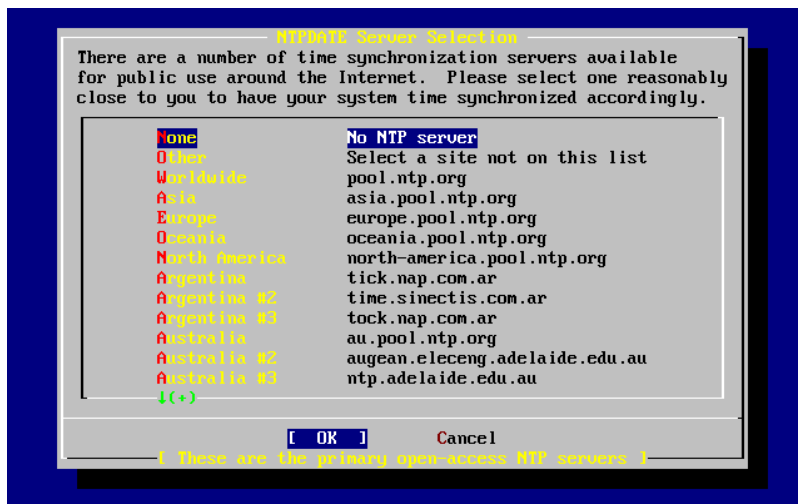 NTPDATE Server Selection
There are a number of time synchronization servers available
for public use around the Internet.  Please select one reasonably
close to you to have your system time synchronized accordingly.
None No NTP server
Other Select a site not on this list
Worldwide pool.ntp.org
Asia asia.pool.ntp.org
Europe europe.pool.ntp.org
Oceania oceania.pool.ntp.org
North America north-america.pool.ntp.org
Argentina tick.nap.com.ar
Argentina #2 time.sinectis.com.ar
Argentina #3 tock.nap.com.ar
Australia au.pool.ntp.org
Australia #2 augean.eleceng.adelaide.edu.au
Australia #3 ntp.adelaide.edu.au
↓(+)
[ OK ] Cancel
[ These are the primary open-access NTP servers ]